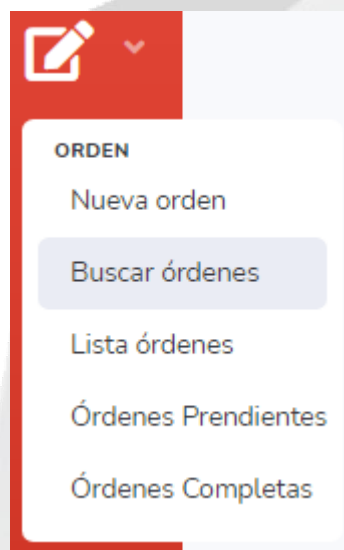 ORDEN
Nueva orden
Buscar órdenes
Lista órdenes
Órdenes Prendientes
Órdenes Completas